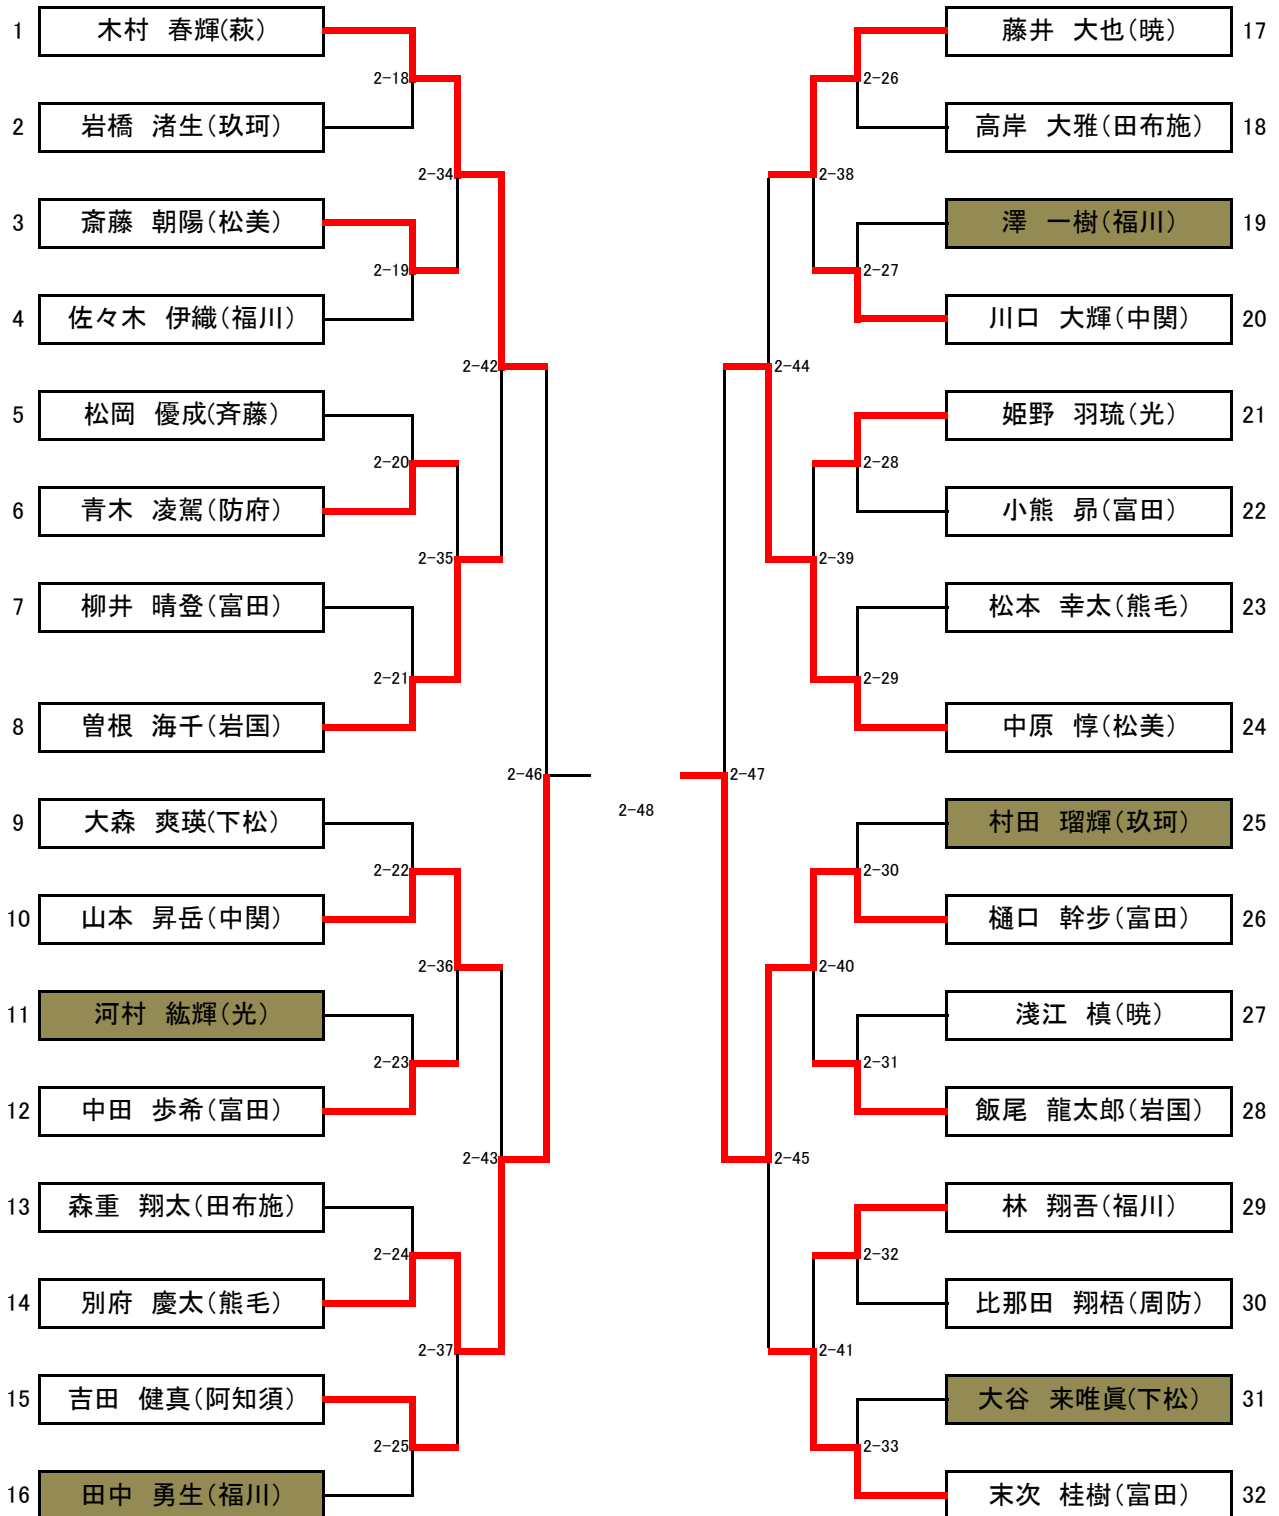 1 木村 春輝(萩)
2-18
2 岩橋 渚生(玖珂)
2-34
3 斎藤 朝陽(松美)
2-19
4 佐々木 伊織(福川)
2-42
5 松岡 優成(斉藤)
2-20
6 青木 凌駕(防府)
2-35
7 柳井 晴登(富田)
2-21
8 曽根 海千(岩国)
2-46
9 大森 爽瑛(下松)
2-22
10 山本 昇岳(中関)
2-36
11 河村 紘輝(光)
2-23
12 中田 歩希(富田)
2-43
13 森重 翔太(田布施)
2-24
14 別府 慶太(熊毛)
2-37
15 吉田 健真(阿知須)
2-25
16 田中 勇生(福川)
2-48
藤井 大也(暁) 17
2-26
高岸 大雅(田布施) 18
2-38
澤 一樹(福川) 19
2-27
川口 大輝(中関) 20
2-44
姫野 羽琉(光) 21
2-28
小熊 昴(富田) 22
2-39
松本 幸太(熊毛) 23
2-29
中原 惇(松美) 24
2-47
村田 瑠輝(玖珂) 25
2-30
樋口 幹歩(富田) 26
2-40
淺江 槙(暁) 27
2-31
飯尾 龍太郎(岩国) 28
2-45
林 翔吾(福川) 29
2-32
比那田 翔梧(周防) 30
2-41
大谷 来唯眞(下松) 31
2-33
末次 桂樹(富田) 32